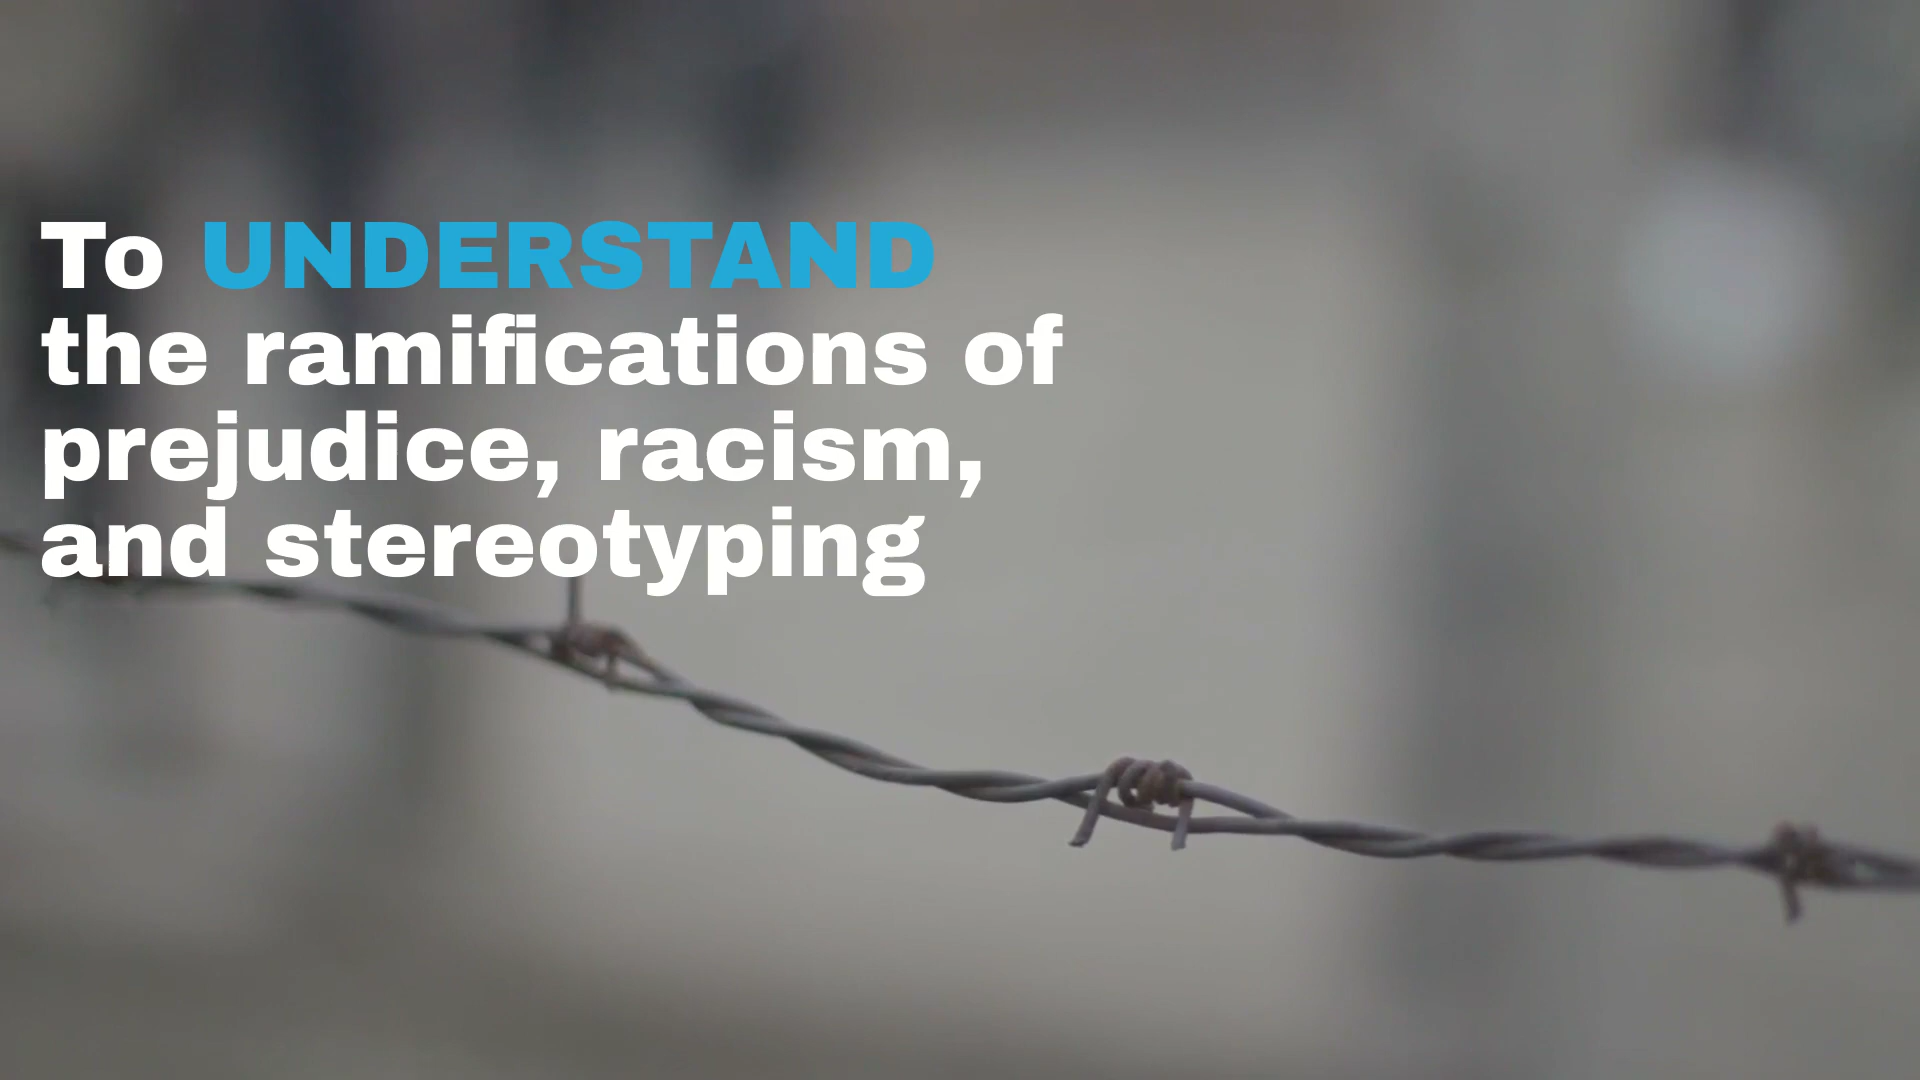 To UNDERSTAND
the ramifications of
prejudice, racism,
and stereotyping